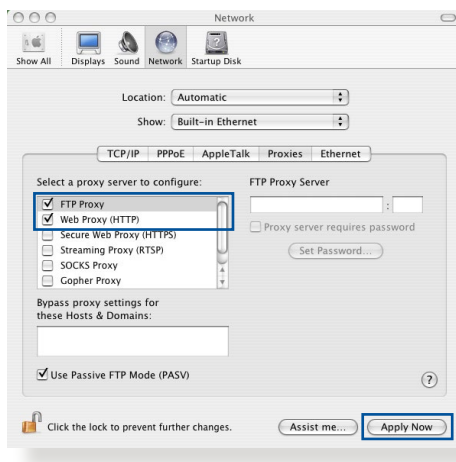 Network
Show All Displays Sound Network Startup Disk
Location: Automatic
Show: Built-in Ethernet
TCP/IP PPPoE AppleTalk Proxies Ethernet
Select a proxy server to configure:
FTP Proxy
Web Proxy (HTTP)
Secure Web Proxy (HTTPS)
Streaming Proxy (RTSP)
SOCKS Proxy
Gopher Proxy
FTP Proxy Server
:
Proxy server requires password
Set Password...
Bypass proxy settings for
these Hosts & Domains:
Use Passive FTP Mode (PASV)
?
Click the lock to prevent further changes.
Assist me... Apply Now